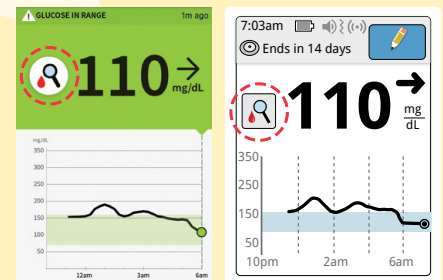 GLUCOSE IN RANGE 1m ago
110
mg/dL
mg/dL
350
300
250
200
150
100
50
12am 3am 6am
7:03am
Ends in 14 days
110
mg
dL
350
250
150
50
10pm 2am 6am